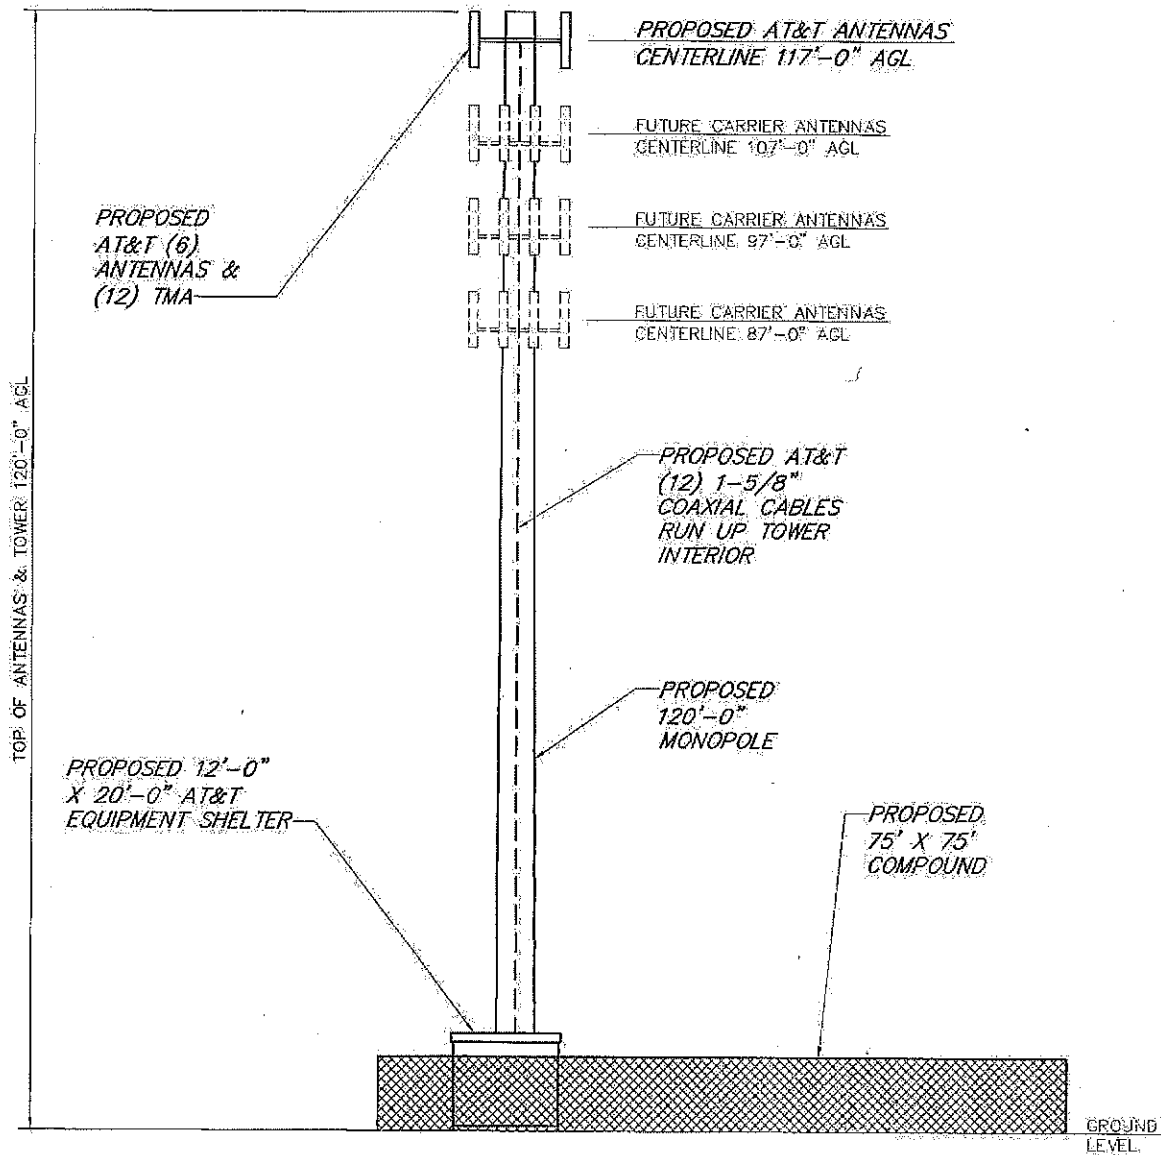 PROPOSED AT&T ANTENNAS
CENTERLINE 117'-0" AGL
FUTURE CARRIER ANTENNAS
CENTERLINE 107'-0" AGL
PROPOSED
AT&T (6)
ANTENNAS &
(12) TMA
FUTURE CARRIER ANTENNAS
CENTERLINE 97'-0" AGL
FUTURE CARRIER ANTENNAS
CENTERLINE 87'-0" AGL
TOP OF ANTENNAS & TOWER 120'-0" AGL
PROPOSED AT&T
(12) 1-5/8"
COAXIAL CABLES
RUN UP TOWER
INTERIOR
PROPOSED
120'-0"
MONOPOLE
PROPOSED 12'-0"
X 20'-0" AT&T
EQUIPMENT SHELTER
PROPOSED
75' X 75'
COMPOUND
GROUND
LEVEL